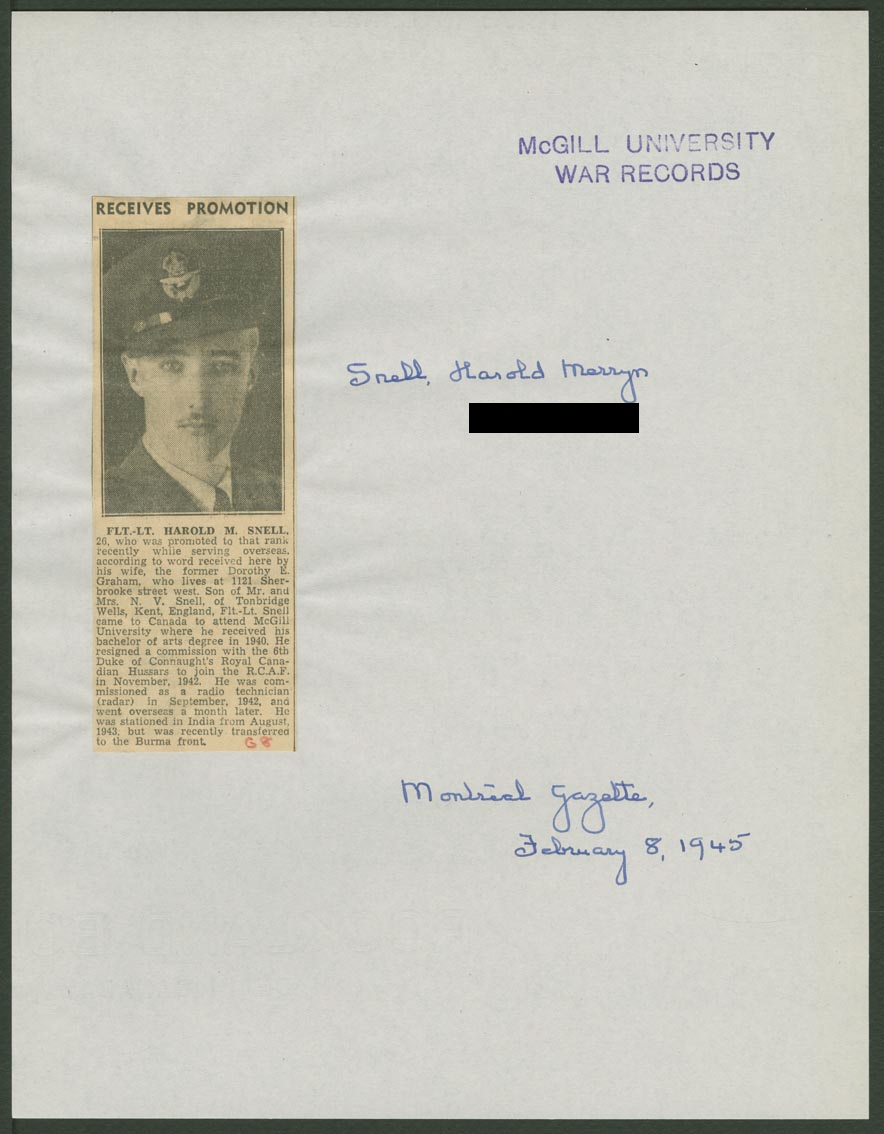 McGILL UNIVERSITY
WAR RECORDS
RECEIVES PROMOTION
Snell, Harold Merryn
FLT.-LT. HAROLD M. SNELL,
26, who was promoted to that rank
recently while serving overseas,
according to word received here by
his wife, the former Dorothy E.
Graham, who lives at 1121 Sher-
brooke street west. Son of Mr. and
Mrs. N. V. Snell, of Tonbridge
Wells, Kent, England, Flt.-Lt. Snell
came to Canada to attend McGill
University where he received his
bachelor of arts degree in 1940. He
resigned a commission with the 6th
Duke of Connaught's Royal Cana-
dian Hussars to join the R.C.A.F.
in November, 1942. He was com-
missioned as a radio technician
(radar) in September, 1942, and
went overseas a month later. He
was stationed in India from August,
1943, but was recently transferred
to the Burma front.
G 8
Montreal Gazette,
February 8, 1945